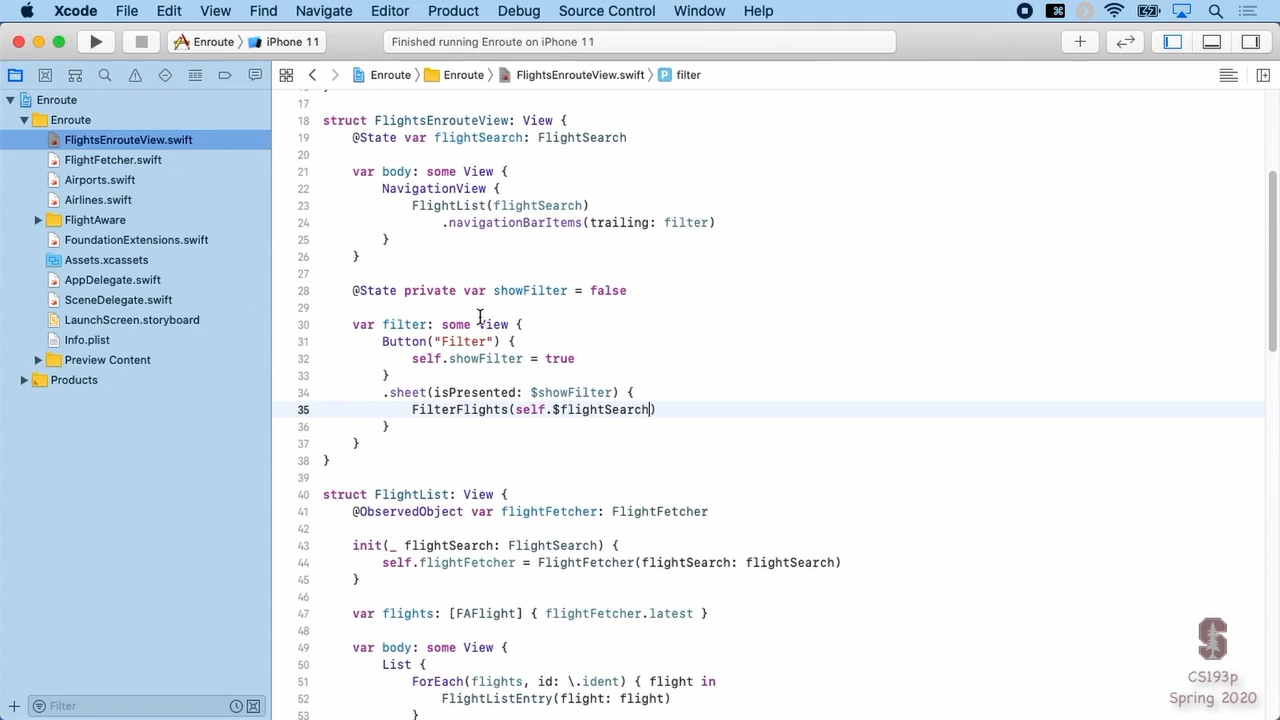 Xcode File Edit View Find Navigate Editor Product Debug Source Control Window Help
Enroute iPhone 11 Finished running Enroute on iPhone 11
Enroute Enroute FlightsEnrouteView.swift P filter
Enroute
Enroute
FlightsEnrouteView.swift
FlightFetcher.swift
Airports.swift
Airlines.swift
FlightAware
FoundationExtensions.swift
Assets.xcassets
AppDelegate.swift
SceneDelegate.swift
LaunchScreen.storyboard
Info.plist
Preview Content
Products
Filter
17
18 struct FlightsEnrouteView: View {
19 @State var flightSearch: FlightSearch
20
21 var body: some View {
22 NavigationView {
23 FlightList(flightSearch)
24 .navigationBarItems(trailing: filter)
25 }
26 }
27
28 @State private var showFilter = false
29
30 var filter: some View {
31 Button("Filter") {
32 self.showFilter = true
33 }
34 .sheet(isPresented: $showFilter) {
35 FilterFlights(self.$flightSearch)
36 }
37 }
38 }
39
40 struct FlightList: View {
41 @ObservedObject var flightFetcher: FlightFetcher
42
43 init(_ flightSearch: FlightSearch) {
44 self.flightFetcher = FlightFetcher(flightSearch: flightSearch)
45 }
46
47 var flights: [FAFlight] { flightFetcher.latest }
48
49 var body: some View {
50 List {
51 ForEach(flights, id: \.ident) { flight in
52 FlightListEntry(flight: flight)
53 }
CS193p
Spring 2020